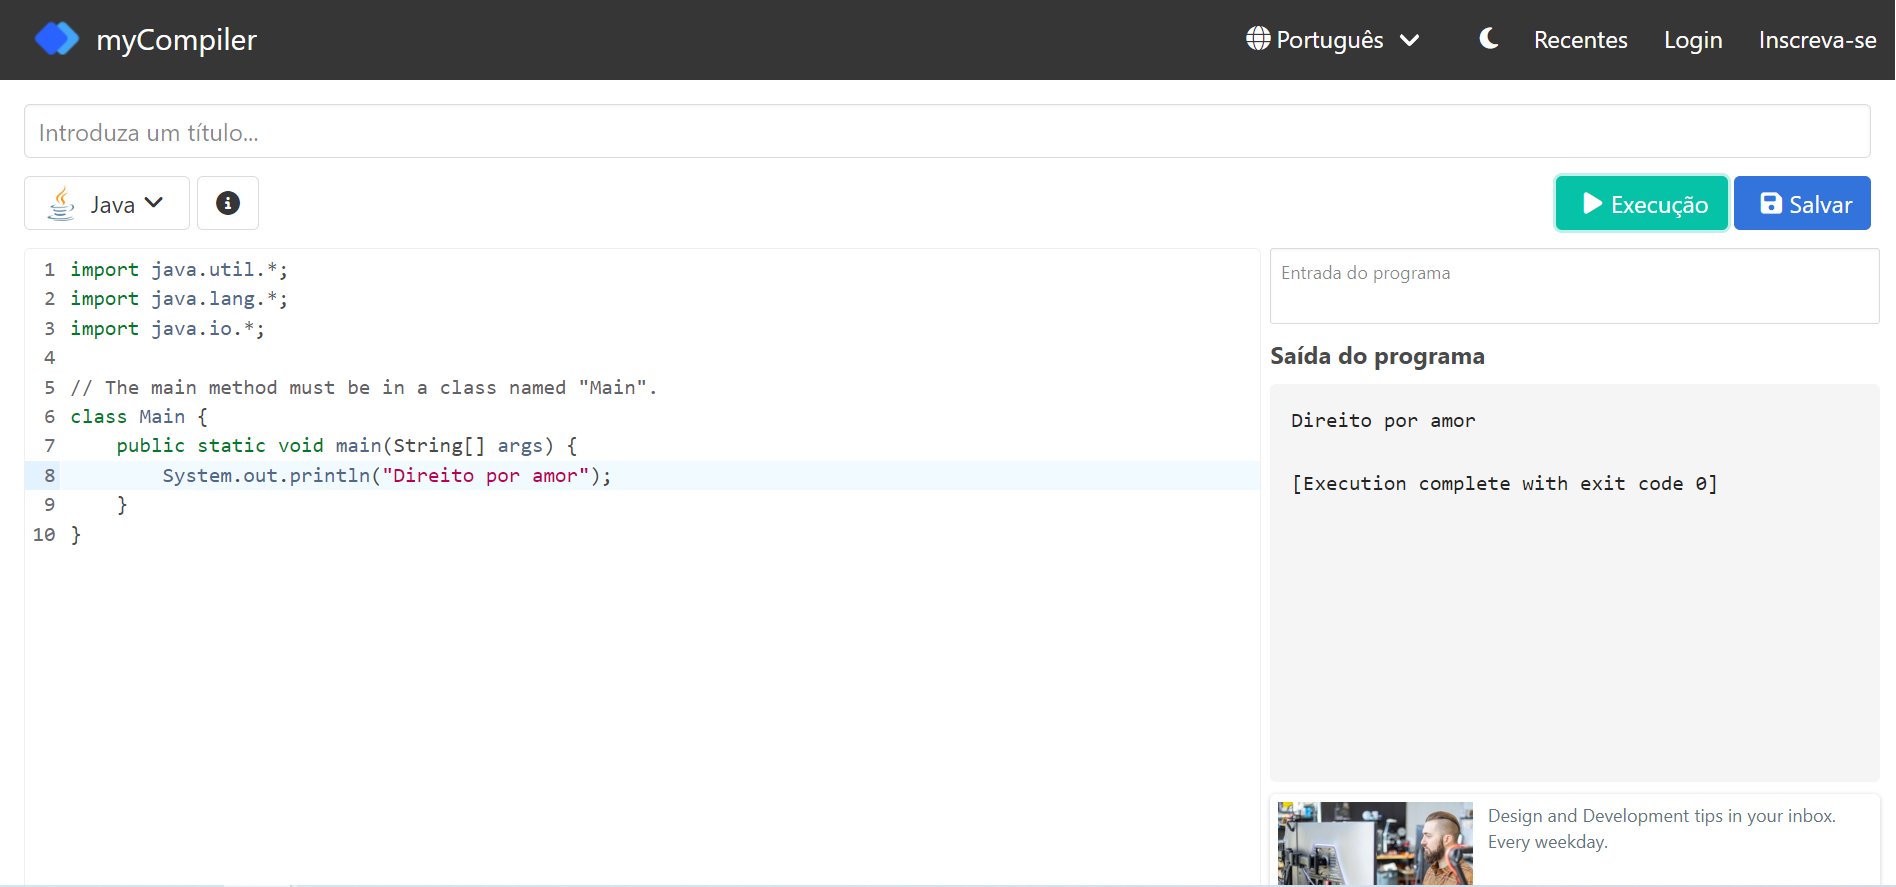 myCompiler
Português
Recentes
Login
Inscreva-se
Introduza um título...
Java
Execução
Salvar
1 import java.util.*;
2 import java.lang.*;
3 import java.io.*;
4
5 // The main method must be in a class named "Main".
6 class Main {
7     public static void main(String[] args) {
8         System.out.println("Direito por amor");
9     }
10 }
Entrada do programa
Saída do programa
Direito por amor
[Execution complete with exit code 0]
Design and Development tips in your inbox.
Every weekday.